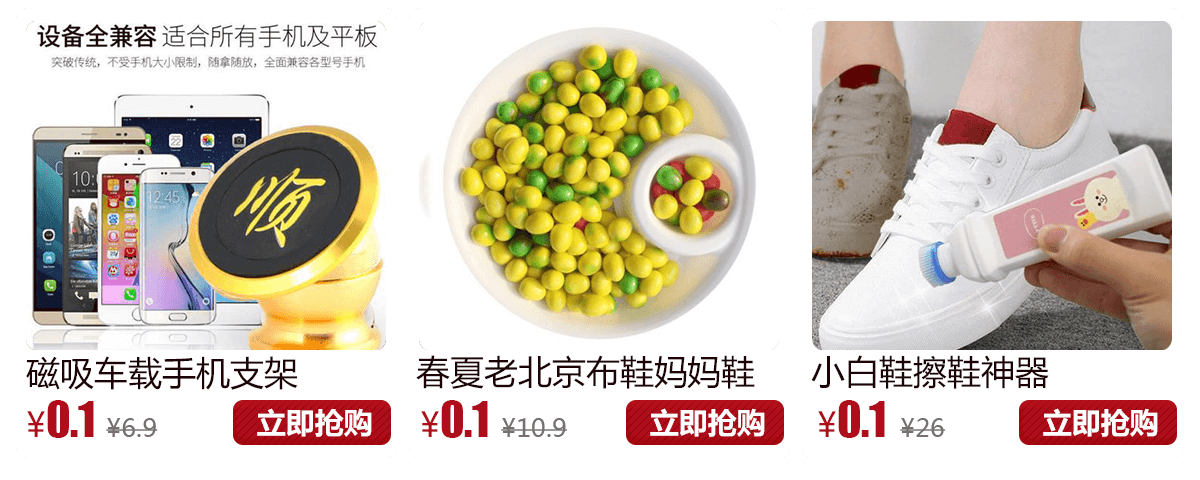 设备全兼容 适合所有手机及平板
突破传统，不受手机大小限制，随拿随放，全面兼容各型号手机
顺
磁吸车载手机支架
春夏老北京布鞋妈妈鞋
小白鞋擦鞋神器
¥0.1 ¥6.9 立即抢购
¥0.1 ¥10.9 立即抢购
¥0.1 ¥26 立即抢购